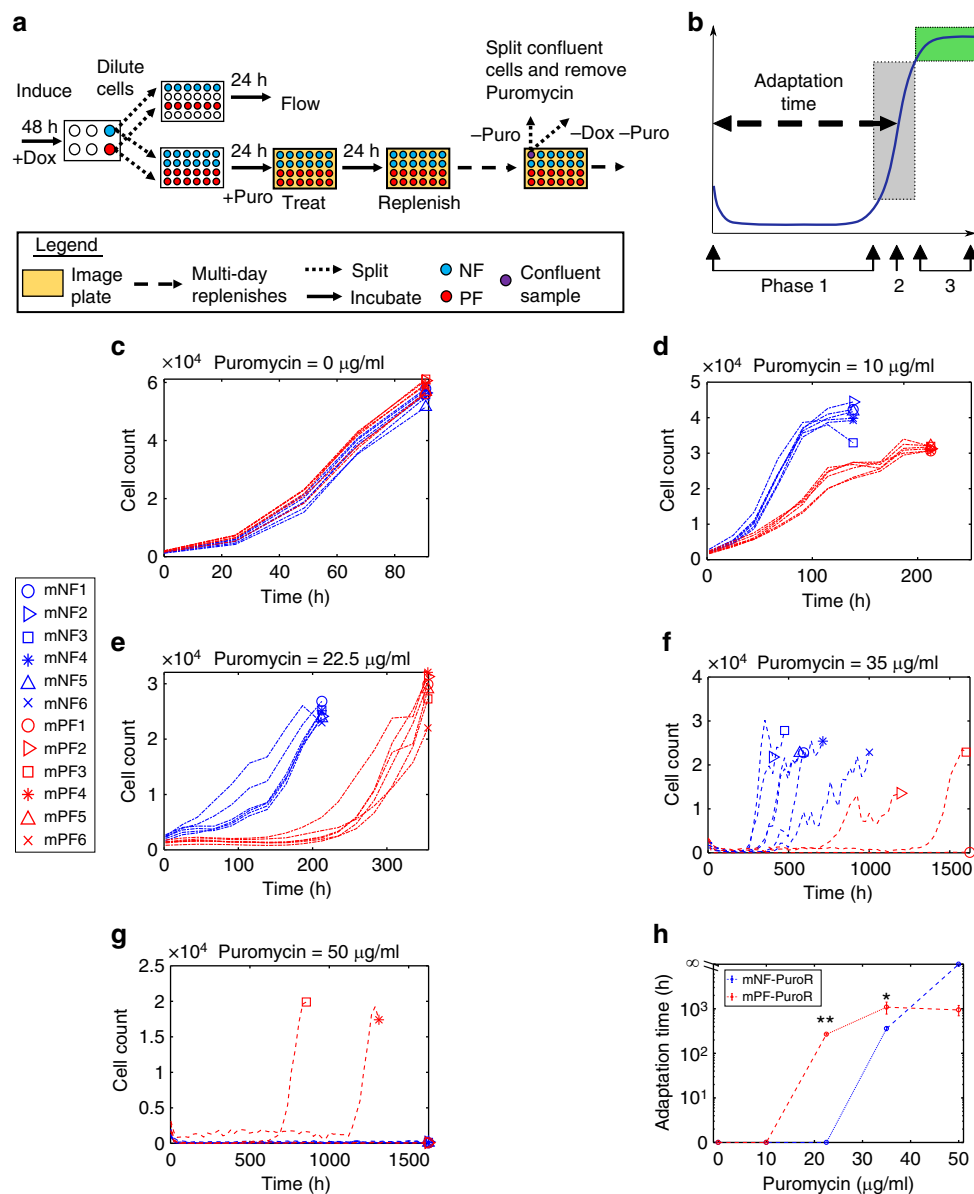 a
Induce
48 h
+Dox
Dilute
cells
24 h
Flow
24 h
+Puro
Treat
24 h
Replenish
Split confluent
cells and remove
Puromycin
–Puro
–Dox –Puro
Legend
Image
plate
Multi-day
replenishes
Split
Incubate
NF
PF
Confluent
sample
b
Adaptation
time
Phase 1
2
3
c
×10⁴ Puromycin = 0 μg/ml
Cell count
6
4
2
0
0 20 40 60 80
Time (h)
d
×10⁴ Puromycin = 10 μg/ml
Cell count
5
4
3
2
1
0
0 100 200
Time (h)
mNF1
mNF2
mNF3
mNF4
mNF5
mNF6
mPF1
mPF2
mPF3
mPF4
mPF5
mPF6
e
×10⁴ Puromycin = 22.5 μg/ml
Cell count
3
2
1
0
0 100 200 300
Time (h)
f
×10⁴ Puromycin = 35 μg/ml
Cell count
4
3
2
1
0
0 500 1000 1500
Time (h)
g
×10⁴ Puromycin = 50 μg/ml
Cell count
2.5
2
1.5
1
0.5
0
0 500 1000 1500
Time (h)
h
Adaptation time (h)
∞
10³
10²
0
mNF-PuroR
mPF-PuroR
**
*
0 10 20 30 40 50
Puromycin (μg/ml)